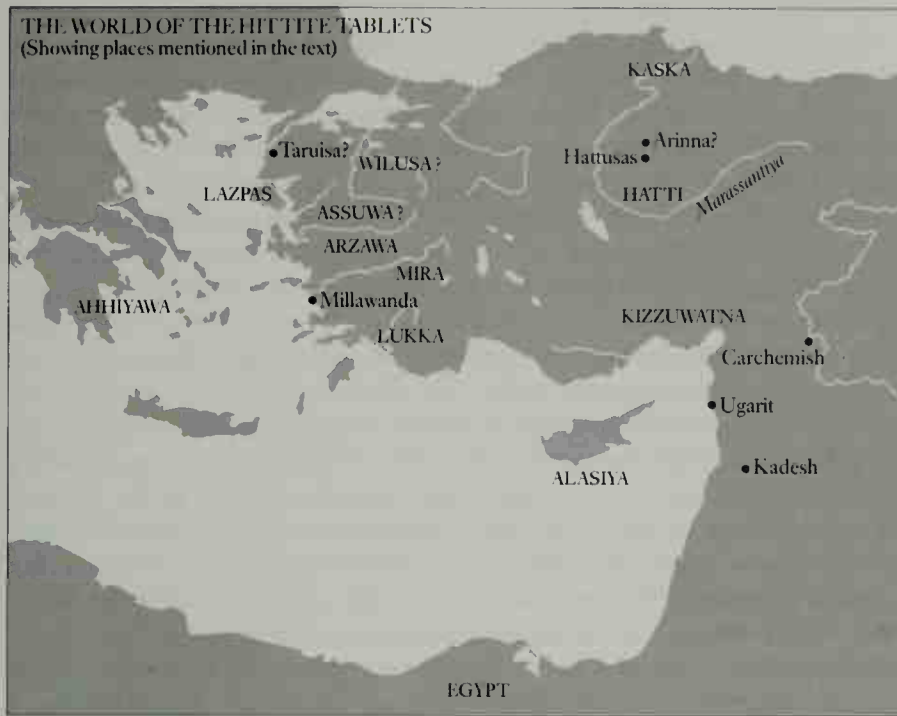 THE WORLD OF THE HITTITE TABLETS
(Showing places mentioned in the text)
KASKA
Arinna?
Hattusas
HATTI
Marassantiya
Taruisa?
WILUSA?
LAZPAS
ASSUWA?
ARZAWA
MIRA
AHHIYAWA
Millawanda
LUKKA
KIZZUWATNA
Carchemish
Ugarit
ALASIYA
Kadesh
EGYPT